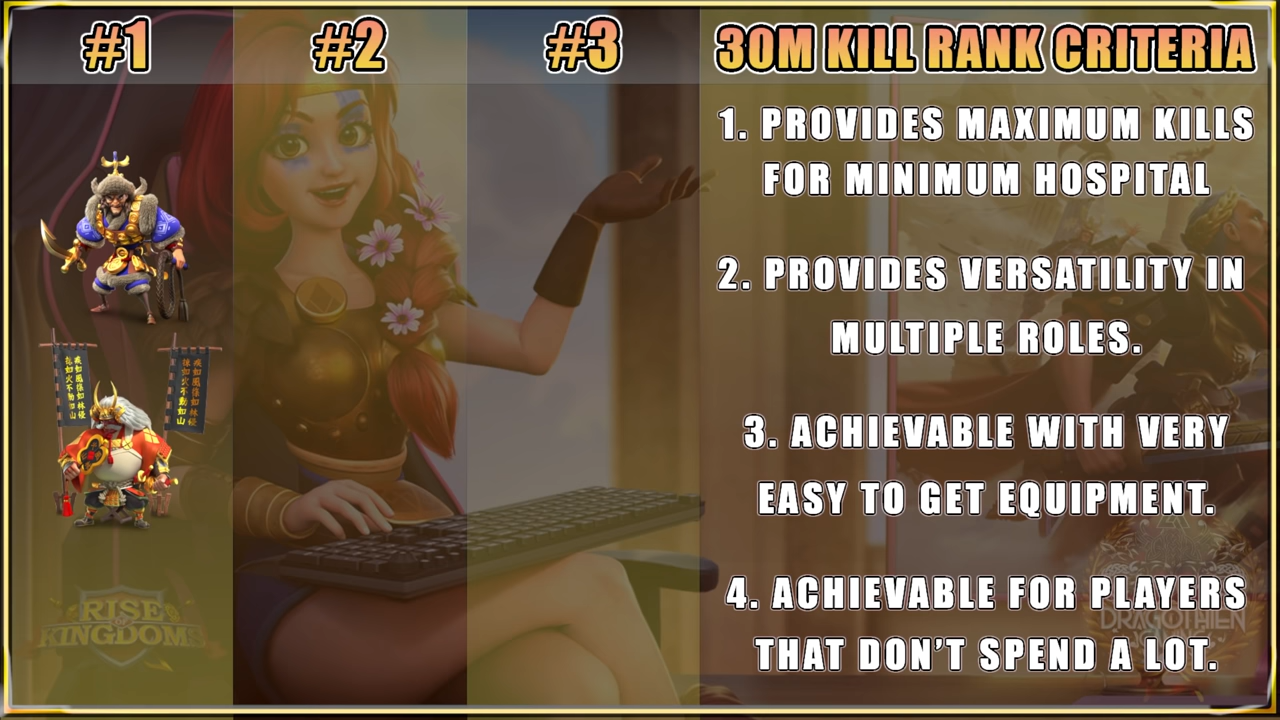 #1 #2 #3 30M KILL RANK CRITERIA
1. PROVIDES MAXIMUM KILLS
FOR MINIMUM HOSPITAL
2. PROVIDES VERSATILITY IN
MULTIPLE ROLES.
3. ACHIEVABLE WITH VERY
EASY TO GET EQUIPMENT.
4. ACHIEVABLE FOR PLAYERS
THAT DON'T SPEND A LOT.
RISE OF
KINGDOMS
DRAGOTHIEN